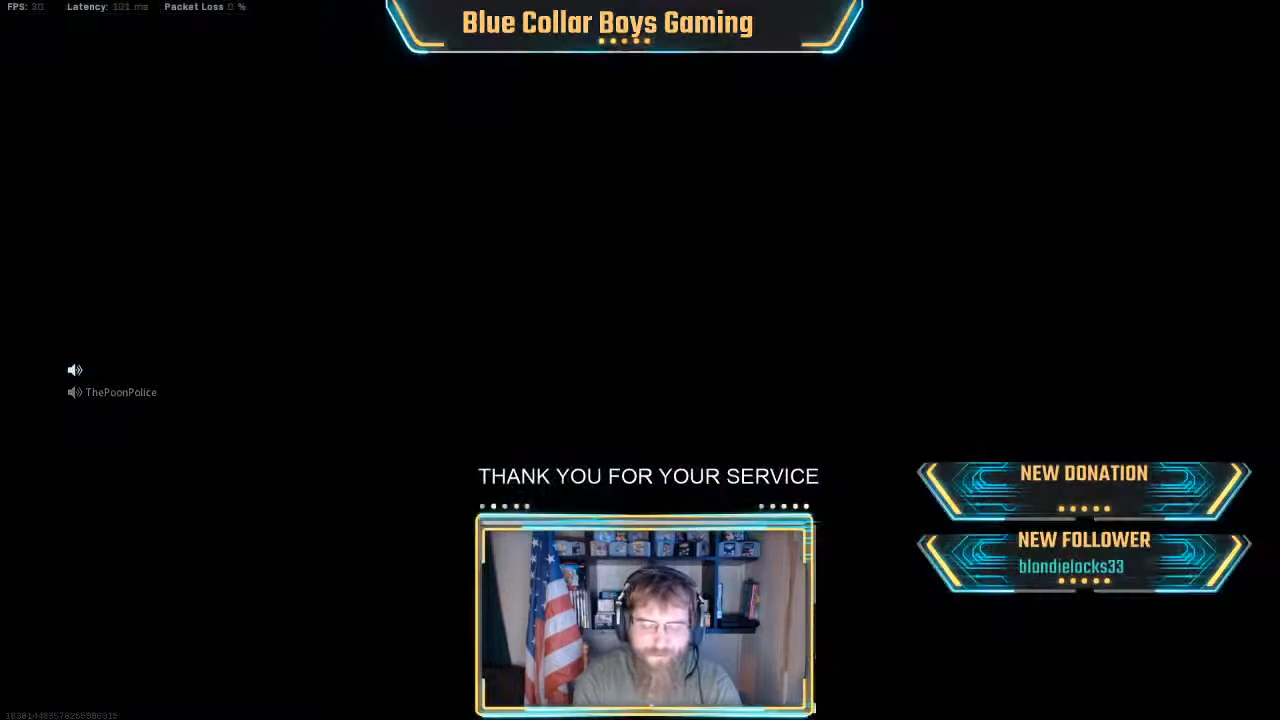 FPS: 30 Latency: 101 ms Packet Loss 0 %
Blue Collar Boys Gaming
ThePoonPolice
THANK YOU FOR YOUR SERVICE
NEW DONATION
NEW FOLLOWER
blondielocks33